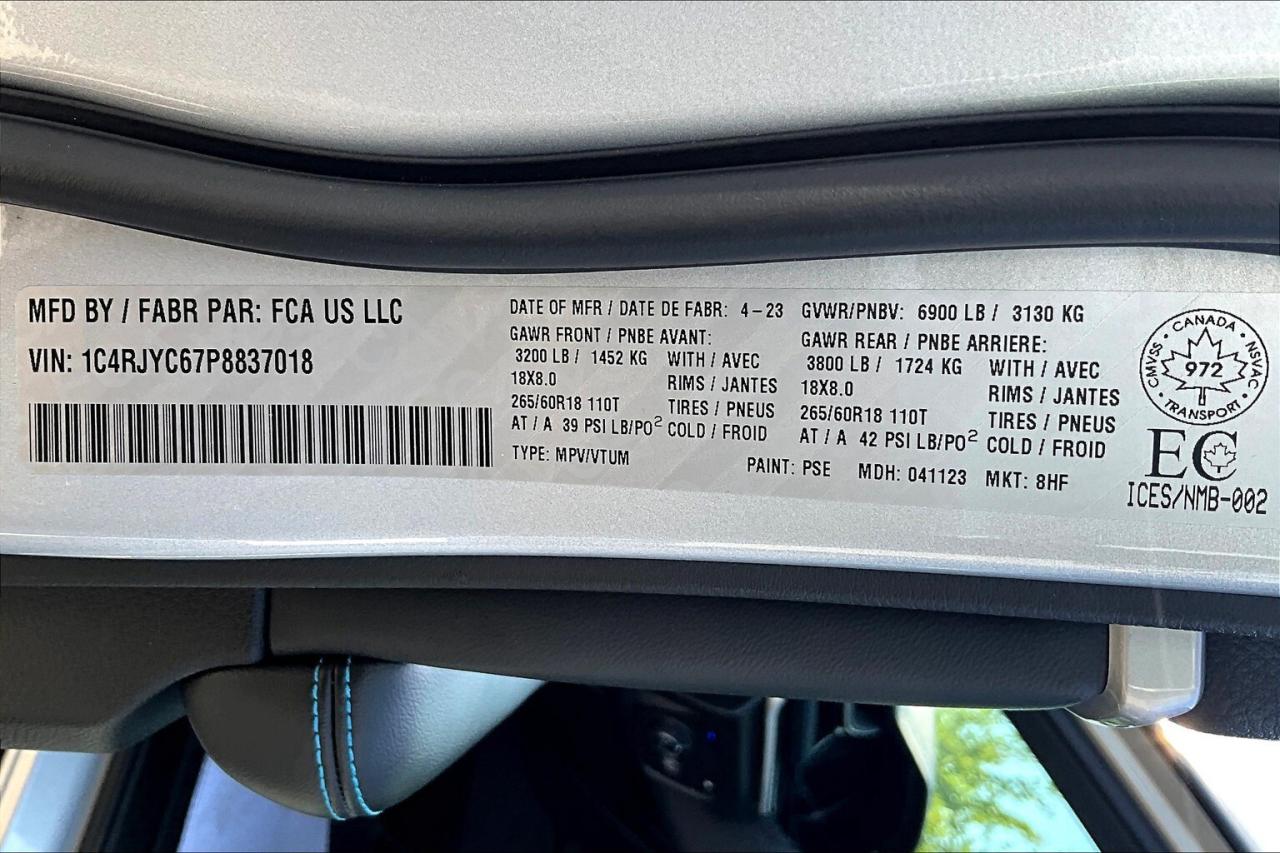 MFD BY / FABR PAR: FCA US LLC
VIN: 1C4RJYC67P8837018
DATE OF MFR / DATE DE FABR: 4-23
GAWR FRONT / PNBE AVANT:
3200 LB / 1452 KG WITH / AVEC
18X8.0 RIMS / JANTES
265/60R18 110T TIRES / PNEUS
AT / A 39 PSI LB/PO² COLD / FROID
TYPE: MPV/VTUM
GVWR/PNBV: 6900 LB / 3130 KG
GAWR REAR / PNBE ARRIERE:
3800 LB / 1724 KG WITH / AVEC
18X8.0 RIMS / JANTES
265/60R18 110T TIRES / PNEUS
AT / A 42 PSI LB/PO² COLD / FROID
PAINT: PSE MDH: 041123 MKT: 8HF
CANADA
CMVSS • NSVAC
972
TRANSPORT
EC
ICES/NMB-002